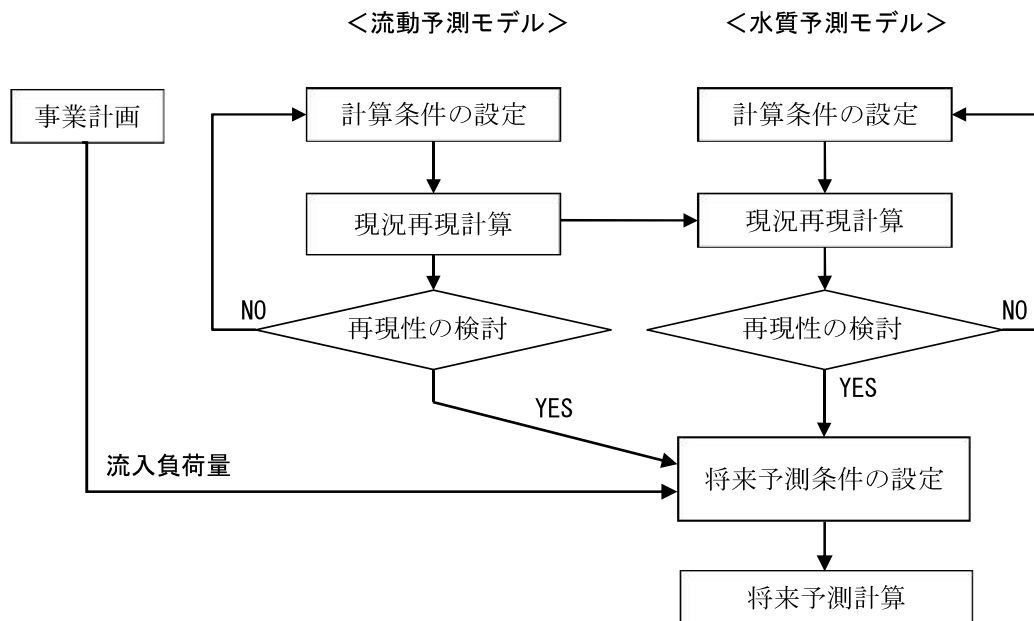 ＜流動予測モデル＞
＜水質予測モデル＞
事業計画
計算条件の設定
計算条件の設定
現況再現計算
現況再現計算
NO
再現性の検討
再現性の検討
NO
YES
YES
流入負荷量
将来予測条件の設定
将来予測計算